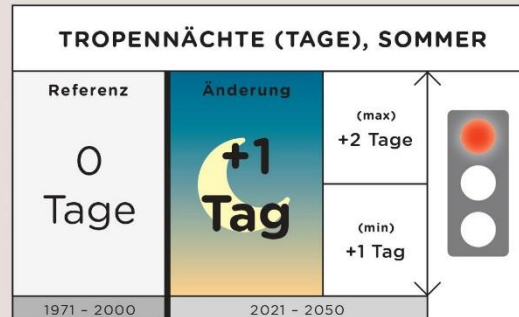 TROPENNÄCHTE (TAGE), SOMMER
Referenz
0
Tage
Änderung
+1
Tag
(max)
+2 Tage
(min)
+1 Tag
1971 – 2000
2021 – 2050